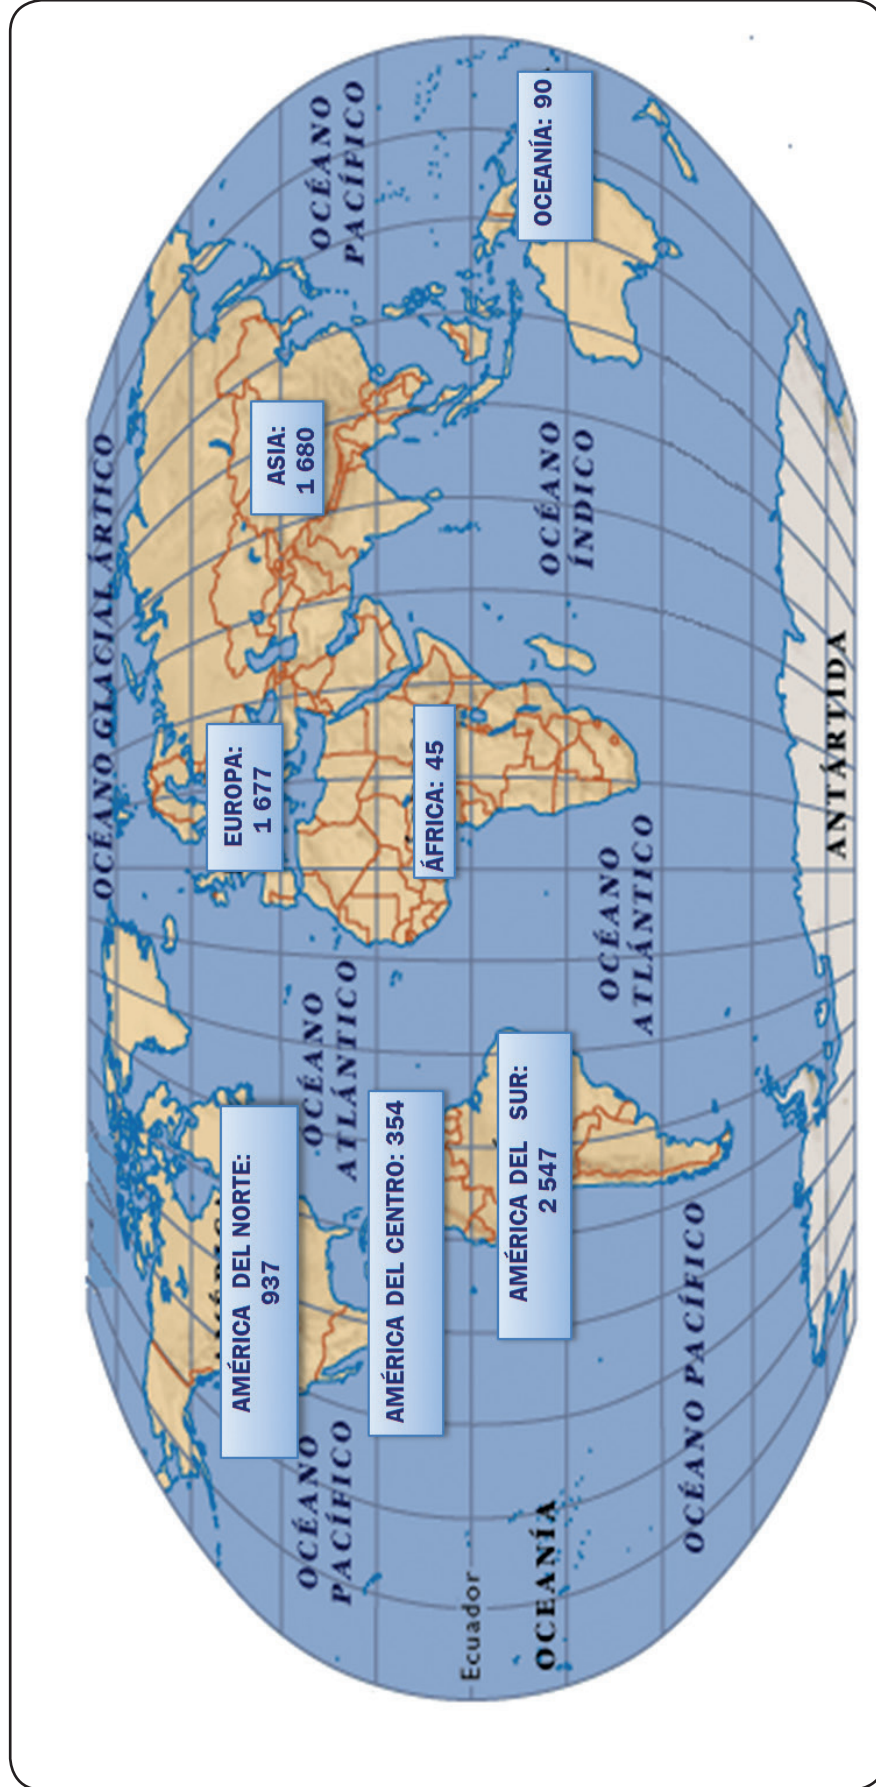 OCÉANO GLACIAL ÁRTICO
AMÉRICA DEL NORTE:
937
EUROPA:
1 677
ASIA:
1 680
OCÉANO
PACÍFICO
OCÉANO
ATLÁNTICO
OCÉANO
PACÍFICO
AMÉRICA DEL CENTRO: 354
ÁFRICA: 45
Ecuador
OCEANÍA
AMÉRICA DEL SUR:
2 547
OCÉANO
ATLÁNTICO
OCÉANO
ÍNDICO
OCEANÍA: 90
OCÉANO PACÍFICO
ANTÁRTIDA